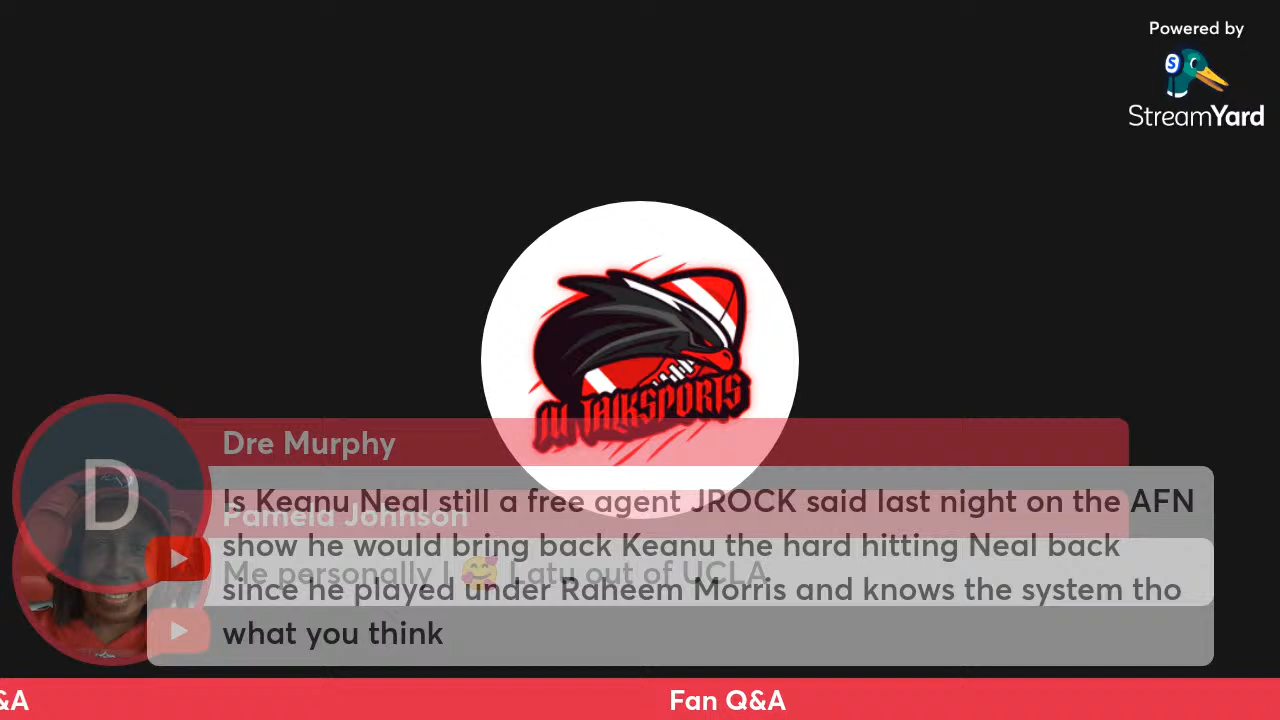 Powered by
StreamYard
TALKSPORTS
Dre Murphy
Is Keanu Neal still a free agent JROCK said last night on the AFN
show he would bring back Keanu the hard hitting Neal back
since he played under Raheem Morris and knows the system tho
what you think
Pamela Johnson
Me personally I 🥰 Latu out of UCLA
&A
Fan Q&A